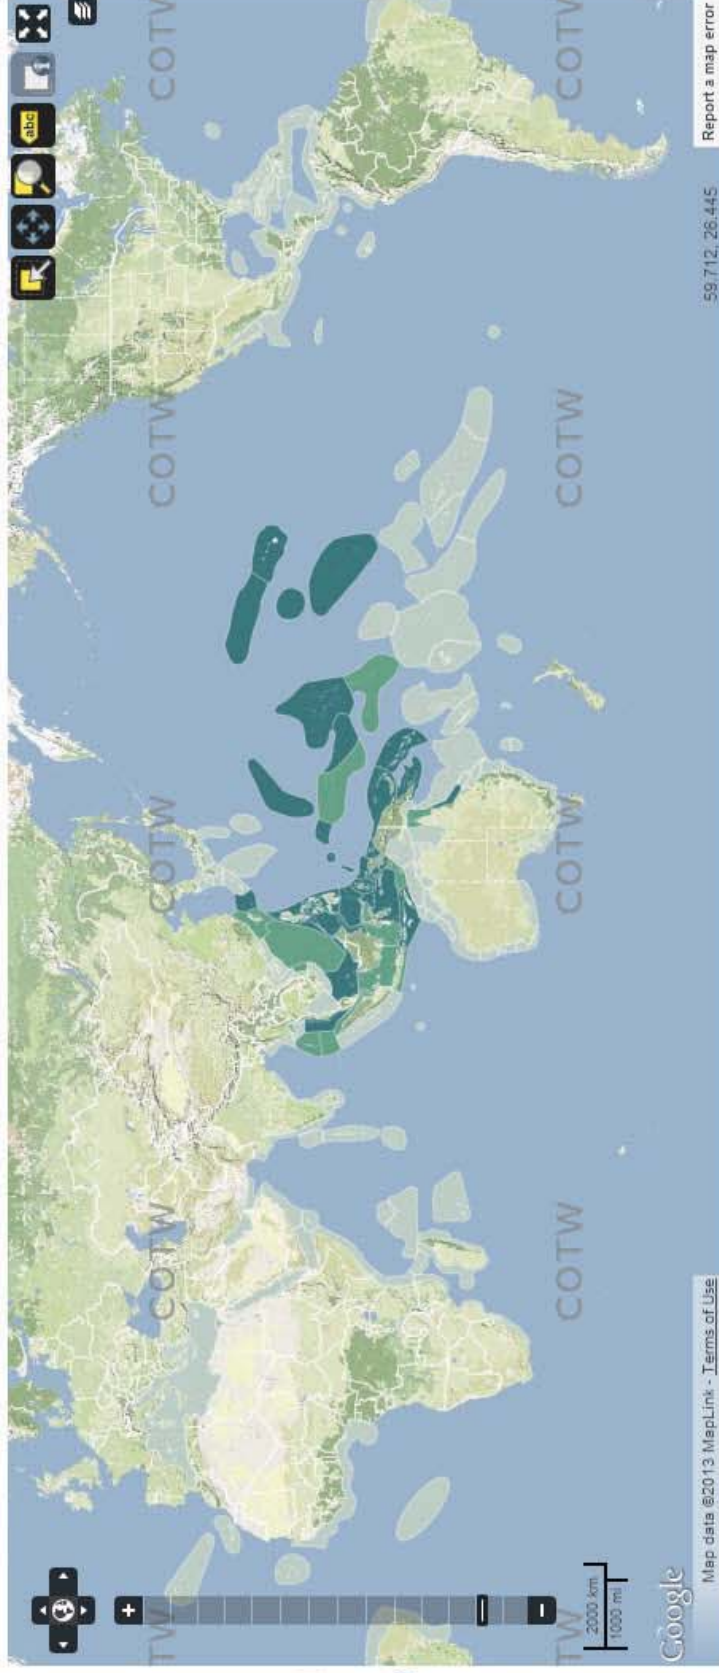 abc
COTW COTW COTW COTW
COTW COTW COTW COTW
2000 km
1000 mi
Google
Map data ©2013 MapLink - Terms of Use
59.712, 26.445
Report a map error